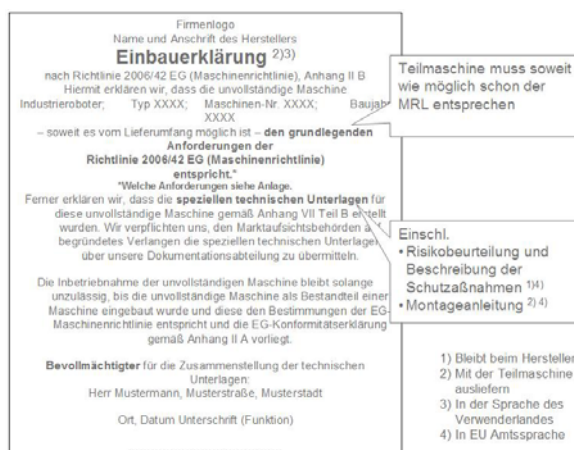 Firmenlogo
Name und Anschrift des Herstellers
Einbauerklärung 2)3)
nach Richtlinie 2006/42 EG (Maschinenrichtlinie), Anhang II B
Hiermit erklären wir, dass die unvollständige Maschine
Industrieroboter; Typ XXXX; Maschinen-Nr. XXXX; Baujahr
XXXX
– soweit es vom Lieferumfang möglich ist – den grundlegenden
Anforderungen der
Richtlinie 2006/42 EG (Maschinenrichtlinie)
entspricht.*
*Welche Anforderungen siehe Anlage.
Ferner erklären wir, dass die speziellen technischen Unterlagen für
diese unvollständige Maschine gemäß Anhang VII Teil B erstellt
wurden. Wir verpflichten uns, den Marktaufsichtsbehörden auf
begründetes Verlangen die speziellen technischen Unterlagen
über unsere Dokumentationsabteilung zu übermitteln.
Die Inbetriebnahme der unvollständigen Maschine bleibt solange
unzulässig, bis die unvollständige Maschine als Bestandteil einer
Maschine eingebaut wurde und diese den Bestimmungen der EG-
Maschinenrichtlinie entspricht und die EG-Konformitätserklärung
gemäß Anhang II A vorliegt.
Bevollmächtigter für die Zusammenstellung der technischen
Unterlagen:
Herr Mustermann, Musterstraße, Musterstadt
Ort, Datum Unterschrift (Funktion)
Teilmaschine muss soweit
wie möglich schon der
MRL entsprechen
Einschl.
• Risikobeurteilung und
Beschreibung der
Schutzaßnahmen 1)4)
• Montageanleitung 2) 4)
1) Bleibt beim Hersteller
2) Mit der Teilmaschine
ausliefern
3) In der Sprache des
Verwenderlandes
4) In EU Amtssprache